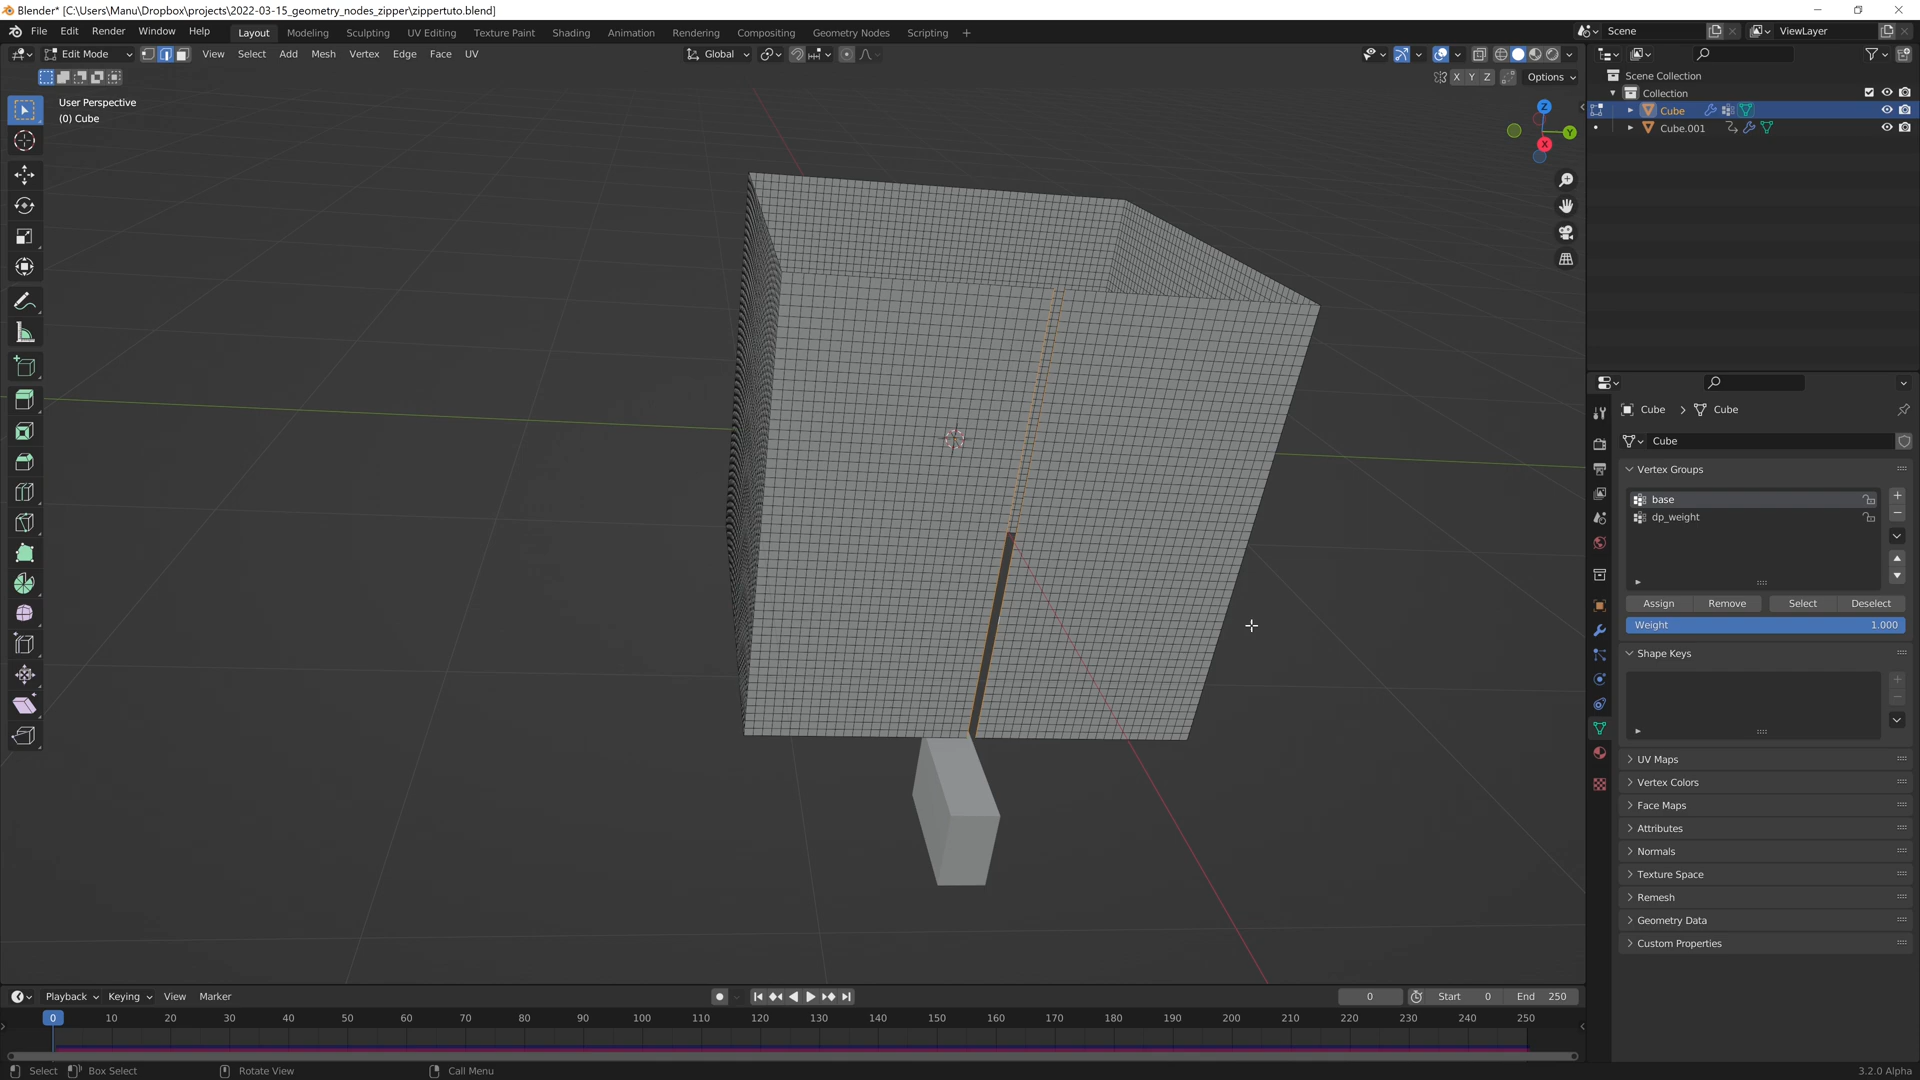 Blender* [C:\Users\Manu\Dropbox\projects\2022-03-15_geometry_nodes_zipper\zippertuto.blend]
File Edit Render Window Help Layout Modeling Sculpting UV Editing Texture Paint Shading Animation Rendering Compositing Geometry Nodes Scripting + Scene ViewLayer
Edit Mode View Select Add Mesh Vertex Edge Face UV Global
X Y Z Options
User Perspective
(0) Cube
Z
Y
X
Scene Collection
Collection
Cube
Cube.001
Cube > Cube
Cube
Vertex Groups
base
dp_weight
Assign Remove Select Deselect
Weight 1.000
Shape Keys
UV Maps
Vertex Colors
Face Maps
Attributes
Normals
Texture Space
Remesh
Geometry Data
Custom Properties
Playback Keying View Marker 0 Start 0 End 250
0 10 20 30 40 50 60 70 80 90 100 110 120 130 140 150 160 170 180 190 200 210 220 230 240 250
Select Box Select Rotate View Call Menu 3.2.0 Alpha